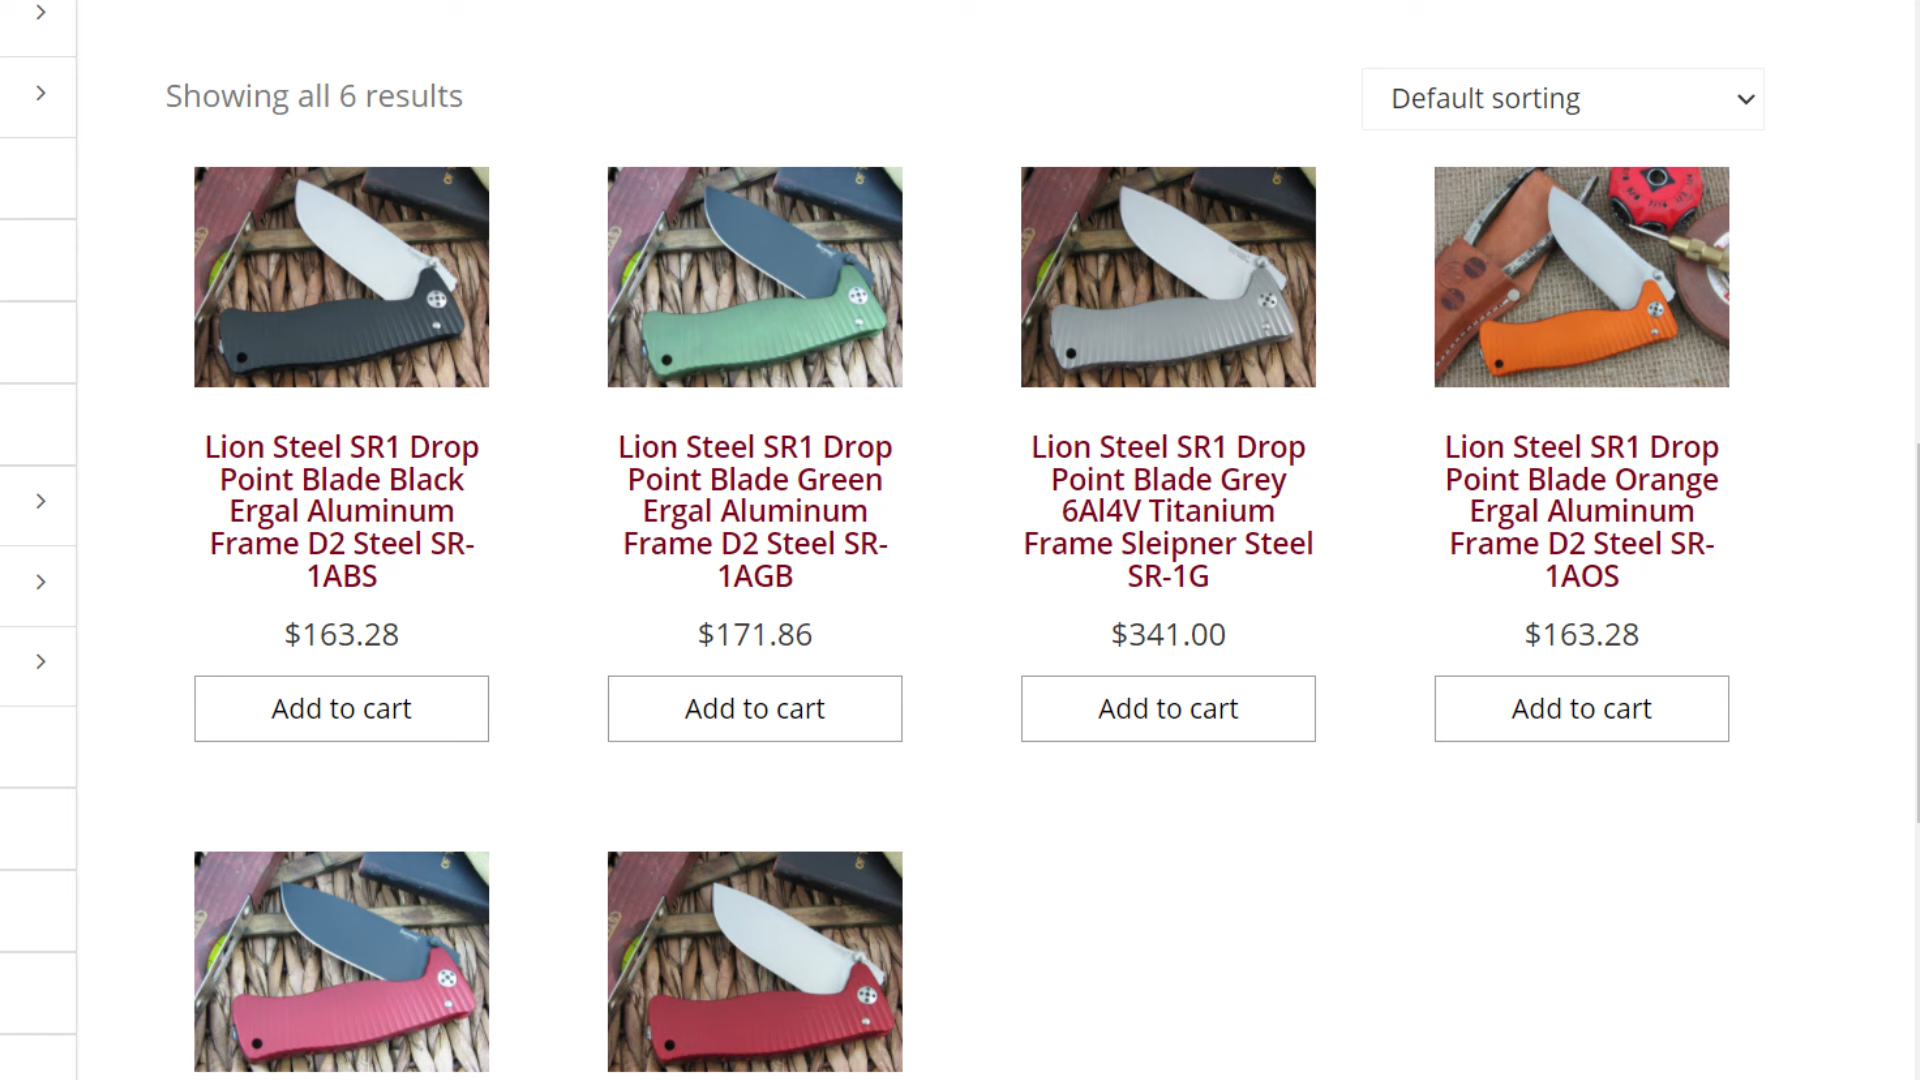 Showing all 6 results
Default sorting
Lion Steel SR1 Drop
Point Blade Black
Ergal Aluminum
Frame D2 Steel SR-
1ABS
$163.28
Add to cart
Lion Steel SR1 Drop
Point Blade Green
Ergal Aluminum
Frame D2 Steel SR-
1AGB
$171.86
Add to cart
Lion Steel SR1 Drop
Point Blade Grey
6Al4V Titanium
Frame Sleipner Steel
SR-1G
$341.00
Add to cart
Lion Steel SR1 Drop
Point Blade Orange
Ergal Aluminum
Frame D2 Steel SR-
1AOS
$163.28
Add to cart